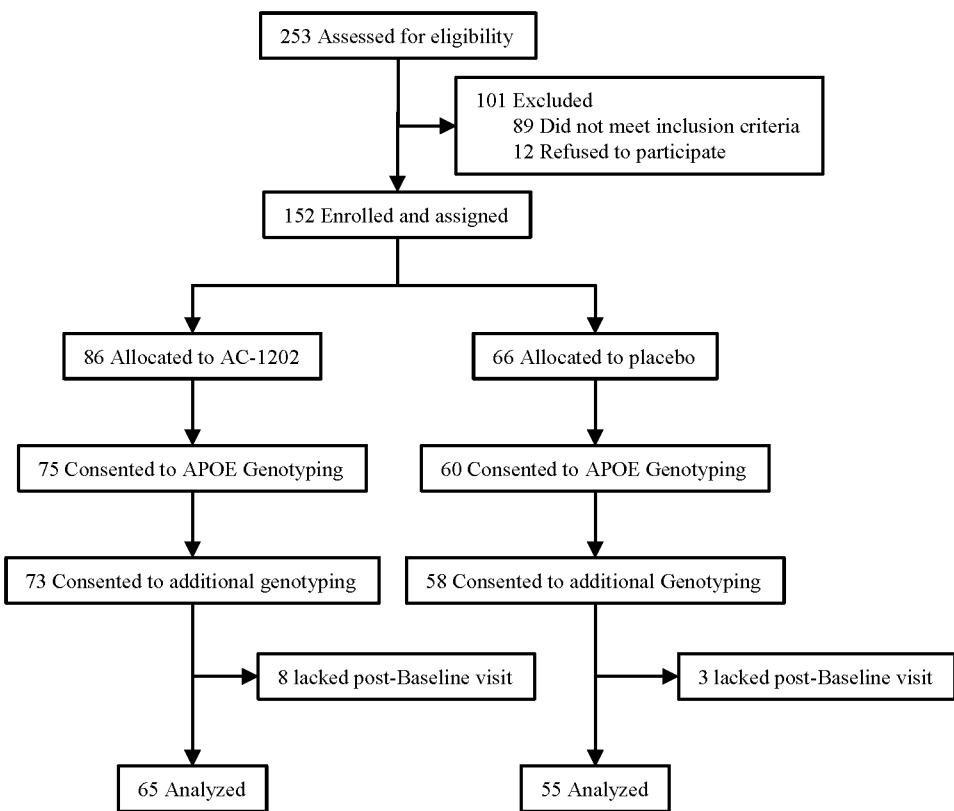 253 Assessed for eligibility
101 Excluded
89 Did not meet inclusion criteria
12 Refused to participate
152 Enrolled and assigned
86 Allocated to AC-1202
66 Allocated to placebo
75 Consented to APOE Genotyping
60 Consented to APOE Genotyping
73 Consented to additional genotyping
58 Consented to additional Genotyping
8 lacked post-Baseline visit
3 lacked post-Baseline visit
65 Analyzed
55 Analyzed